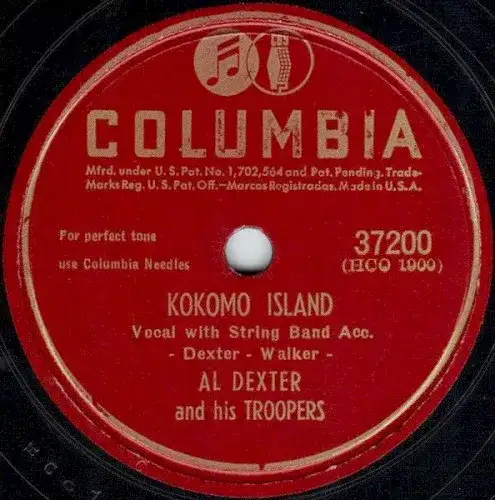 COLUMBIA
Mfrd. under U.S. Pat. No. 1,702,564 and Pat. Pending. Trade-
Marks Reg. U.S. Pat. Off.–Marcas Registradas. Made in U.S.A.
For perfect tone
use Columbia Needles
37200
(HCO 1900)
KOKOMO ISLAND
Vocal with String Band Acc.
- Dexter - Walker -
AL DEXTER
and his TROOPERS